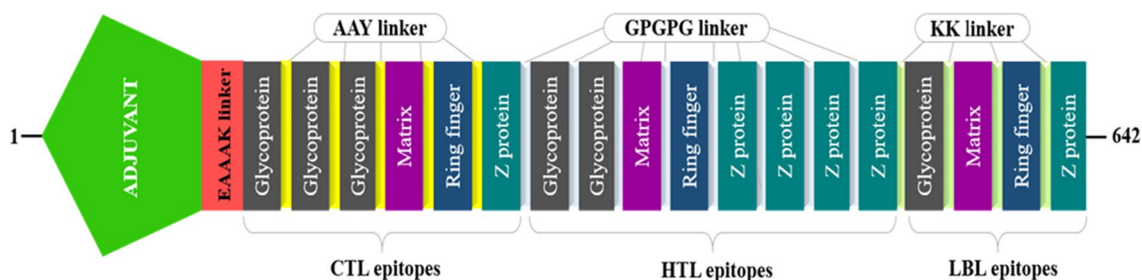 AAY linker
GPGPG linker
KK linker
1
ADJUVANT
EAAAK linker
Glycoprotein
Glycoprotein
Glycoprotein
Matrix
Ring finger
Z protein
Glycoprotein
Glycoprotein
Matrix
Ring finger
Z protein
Z protein
Z protein
Z protein
Glycoprotein
Matrix
Ring finger
Z protein
642
CTL epitopes
HTL epitopes
LBL epitopes